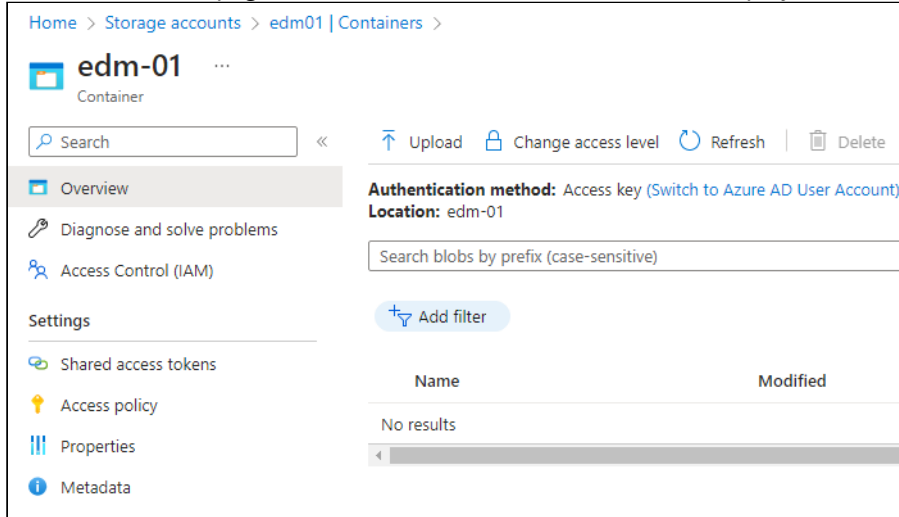 Home > Storage accounts > edm01 | Containers >
edm-01 ...
Container
Search
«
Upload Change access level Refresh Delete
Overview
Diagnose and solve problems
Access Control (IAM)
Settings
Shared access tokens
Access policy
Properties
Metadata
Authentication method: Access key (Switch to Azure AD User Account)
Location: edm-01
Search blobs by prefix (case-sensitive)
Add filter
Name Modified
No results